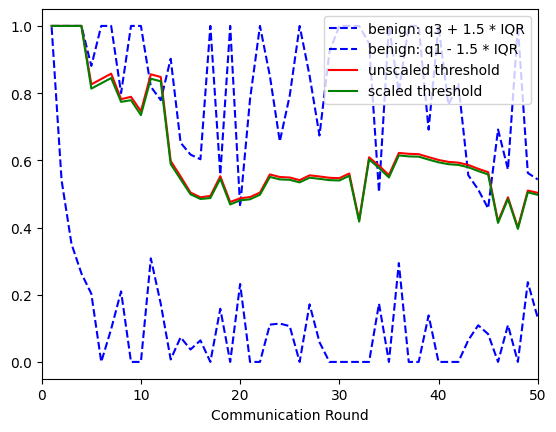 benign: q3 + 1.5 * IQR
benign: q1 - 1.5 * IQR
unscaled threshold
scaled threshold
1.0
0.8
0.6
0.4
0.2
0.0
0 10 20 30 40 50
Communication Round